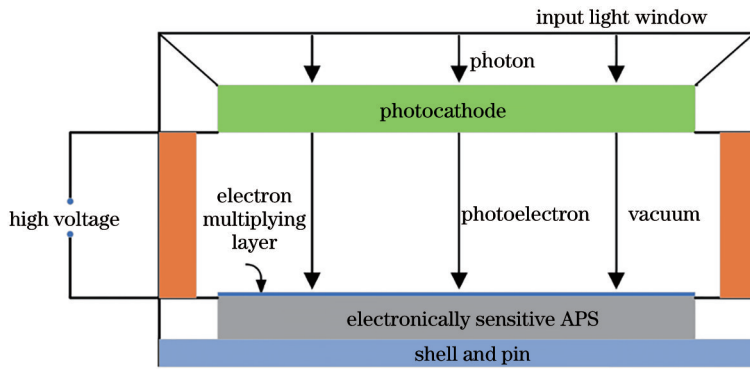 input light window
photon
photocathode
high voltage
electron
multiplying
layer
photoelectron
vacuum
electronically sensitive APS
shell and pin